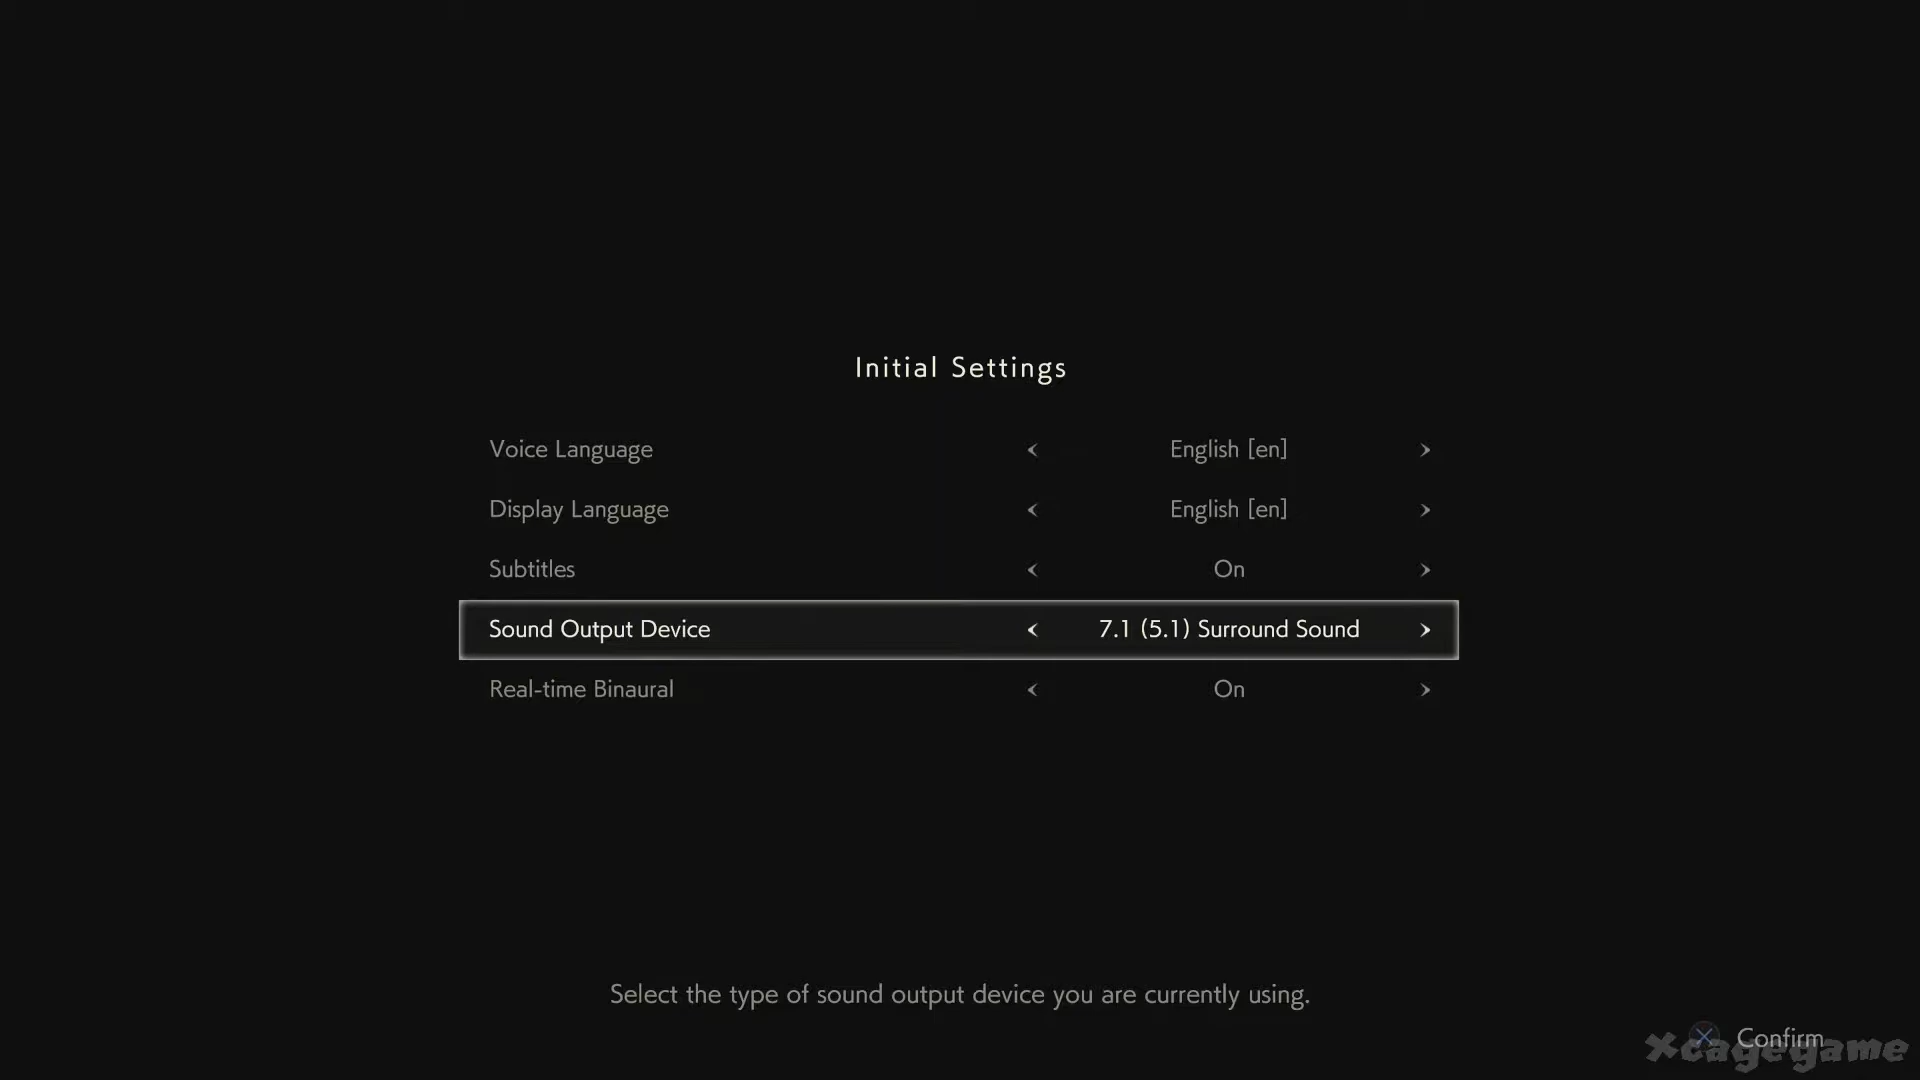 Initial Settings
Voice Language < English [en] >
Display Language < English [en] >
Subtitles < On >
Sound Output Device < 7.1 (5.1) Surround Sound >
Real-time Binaural < On >
Select the type of sound output device you are currently using.
Confirm
Xcagegame